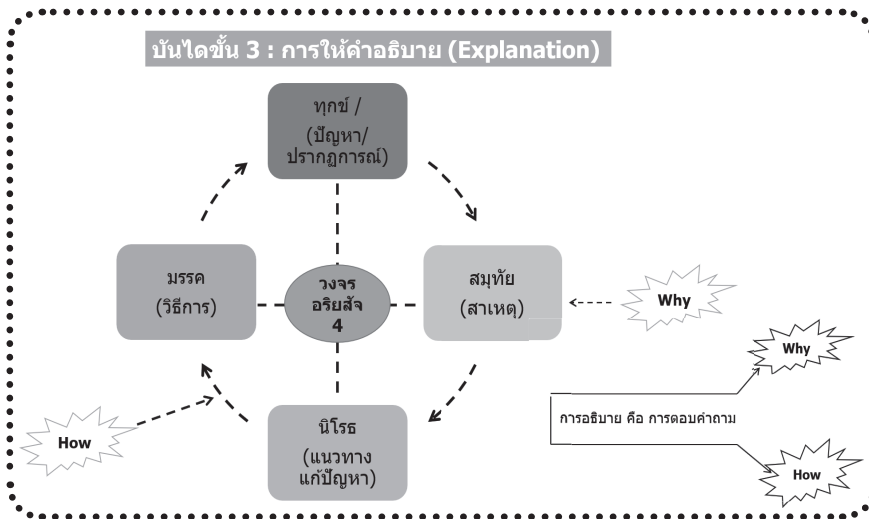 บันไดขั้น 3 : การให้คำอธิบาย (Explanation)
ทุกข์ /
(ปัญหา/
ปรากฏการณ์)
มรรค
(วิธีการ)
วงจร
อริยสัจ
4
สมุทัย
(สาเหตุ)
Why
Why
การอธิบาย คือ การตอบคำถาม
How
นิโรธ
(แนวทาง
แก้ปัญหา)
How